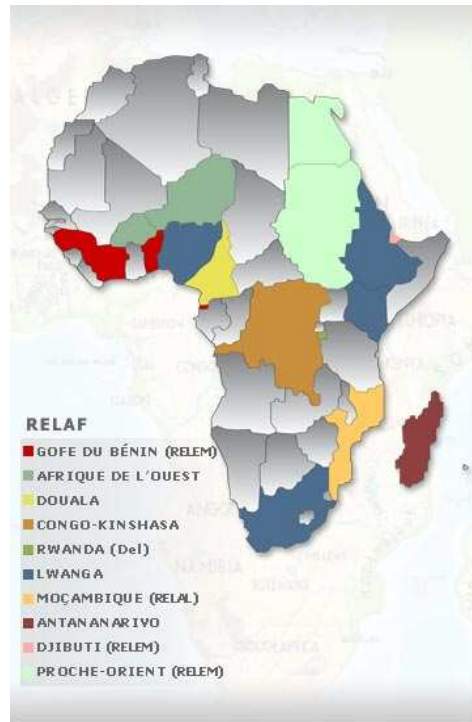 RELAF
GOFE DU BÉNIN (RELEM)
AFRIQUE DE L'OUEST
DOUALA
CONGO-KINSHASA
RWANDA (Del)
LWANGA
MOÇAMBIQUE (RELAL)
ANTANANARIVO
DJIBUTI (RELEM)
PROCHE-ORIENT (RELEM)